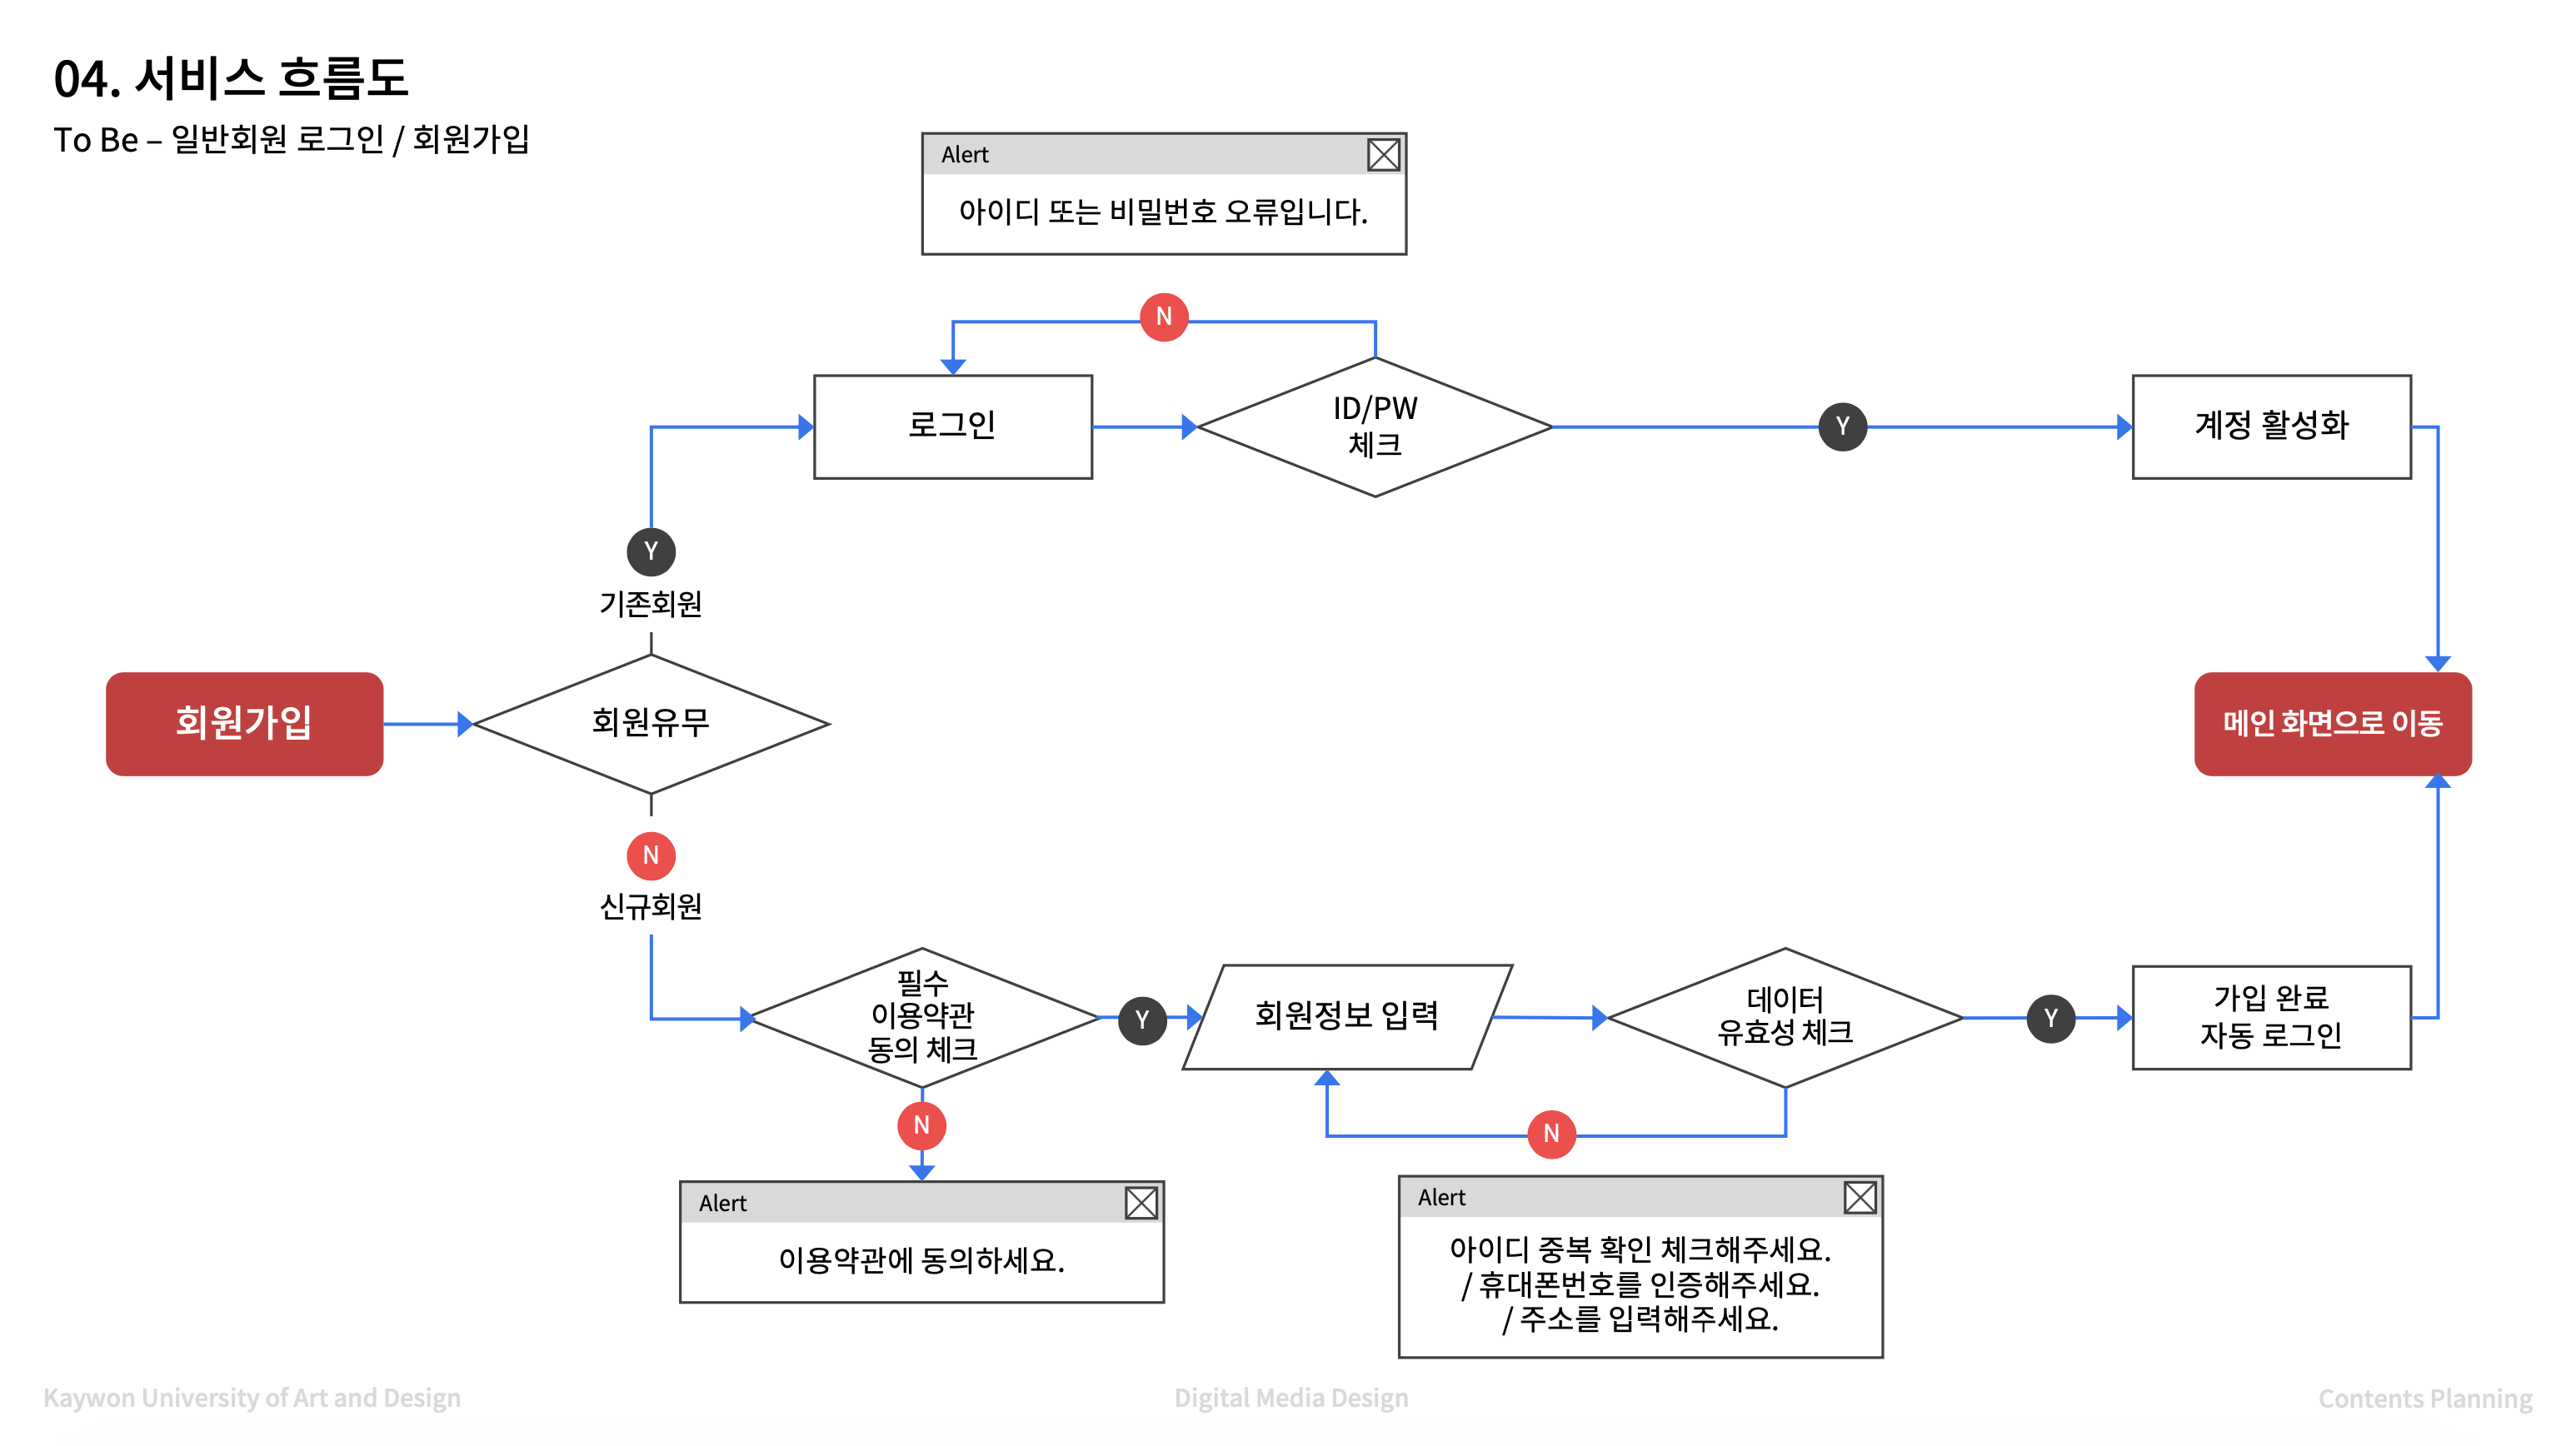 04. 서비스 흐름도
To Be – 일반회원 로그인 / 회원가입
Alert
아이디 또는 비밀번호 오류입니다.
N
로그인
ID/PW
체크
Y
계정 활성화
Y
기존회원
회원가입
회원유무
메인 화면으로 이동
N
신규회원
필수
이용약관
동의 체크
Y
회원정보 입력
데이터
유효성 체크
Y
가입 완료
자동 로그인
N
N
Alert
이용약관에 동의하세요.
Alert
아이디 중복 확인 체크해주세요.
/ 휴대폰번호를 인증해주세요.
/ 주소를 입력해주세요.
Kaywon University of Art and Design
Digital Media Design
Contents Planning